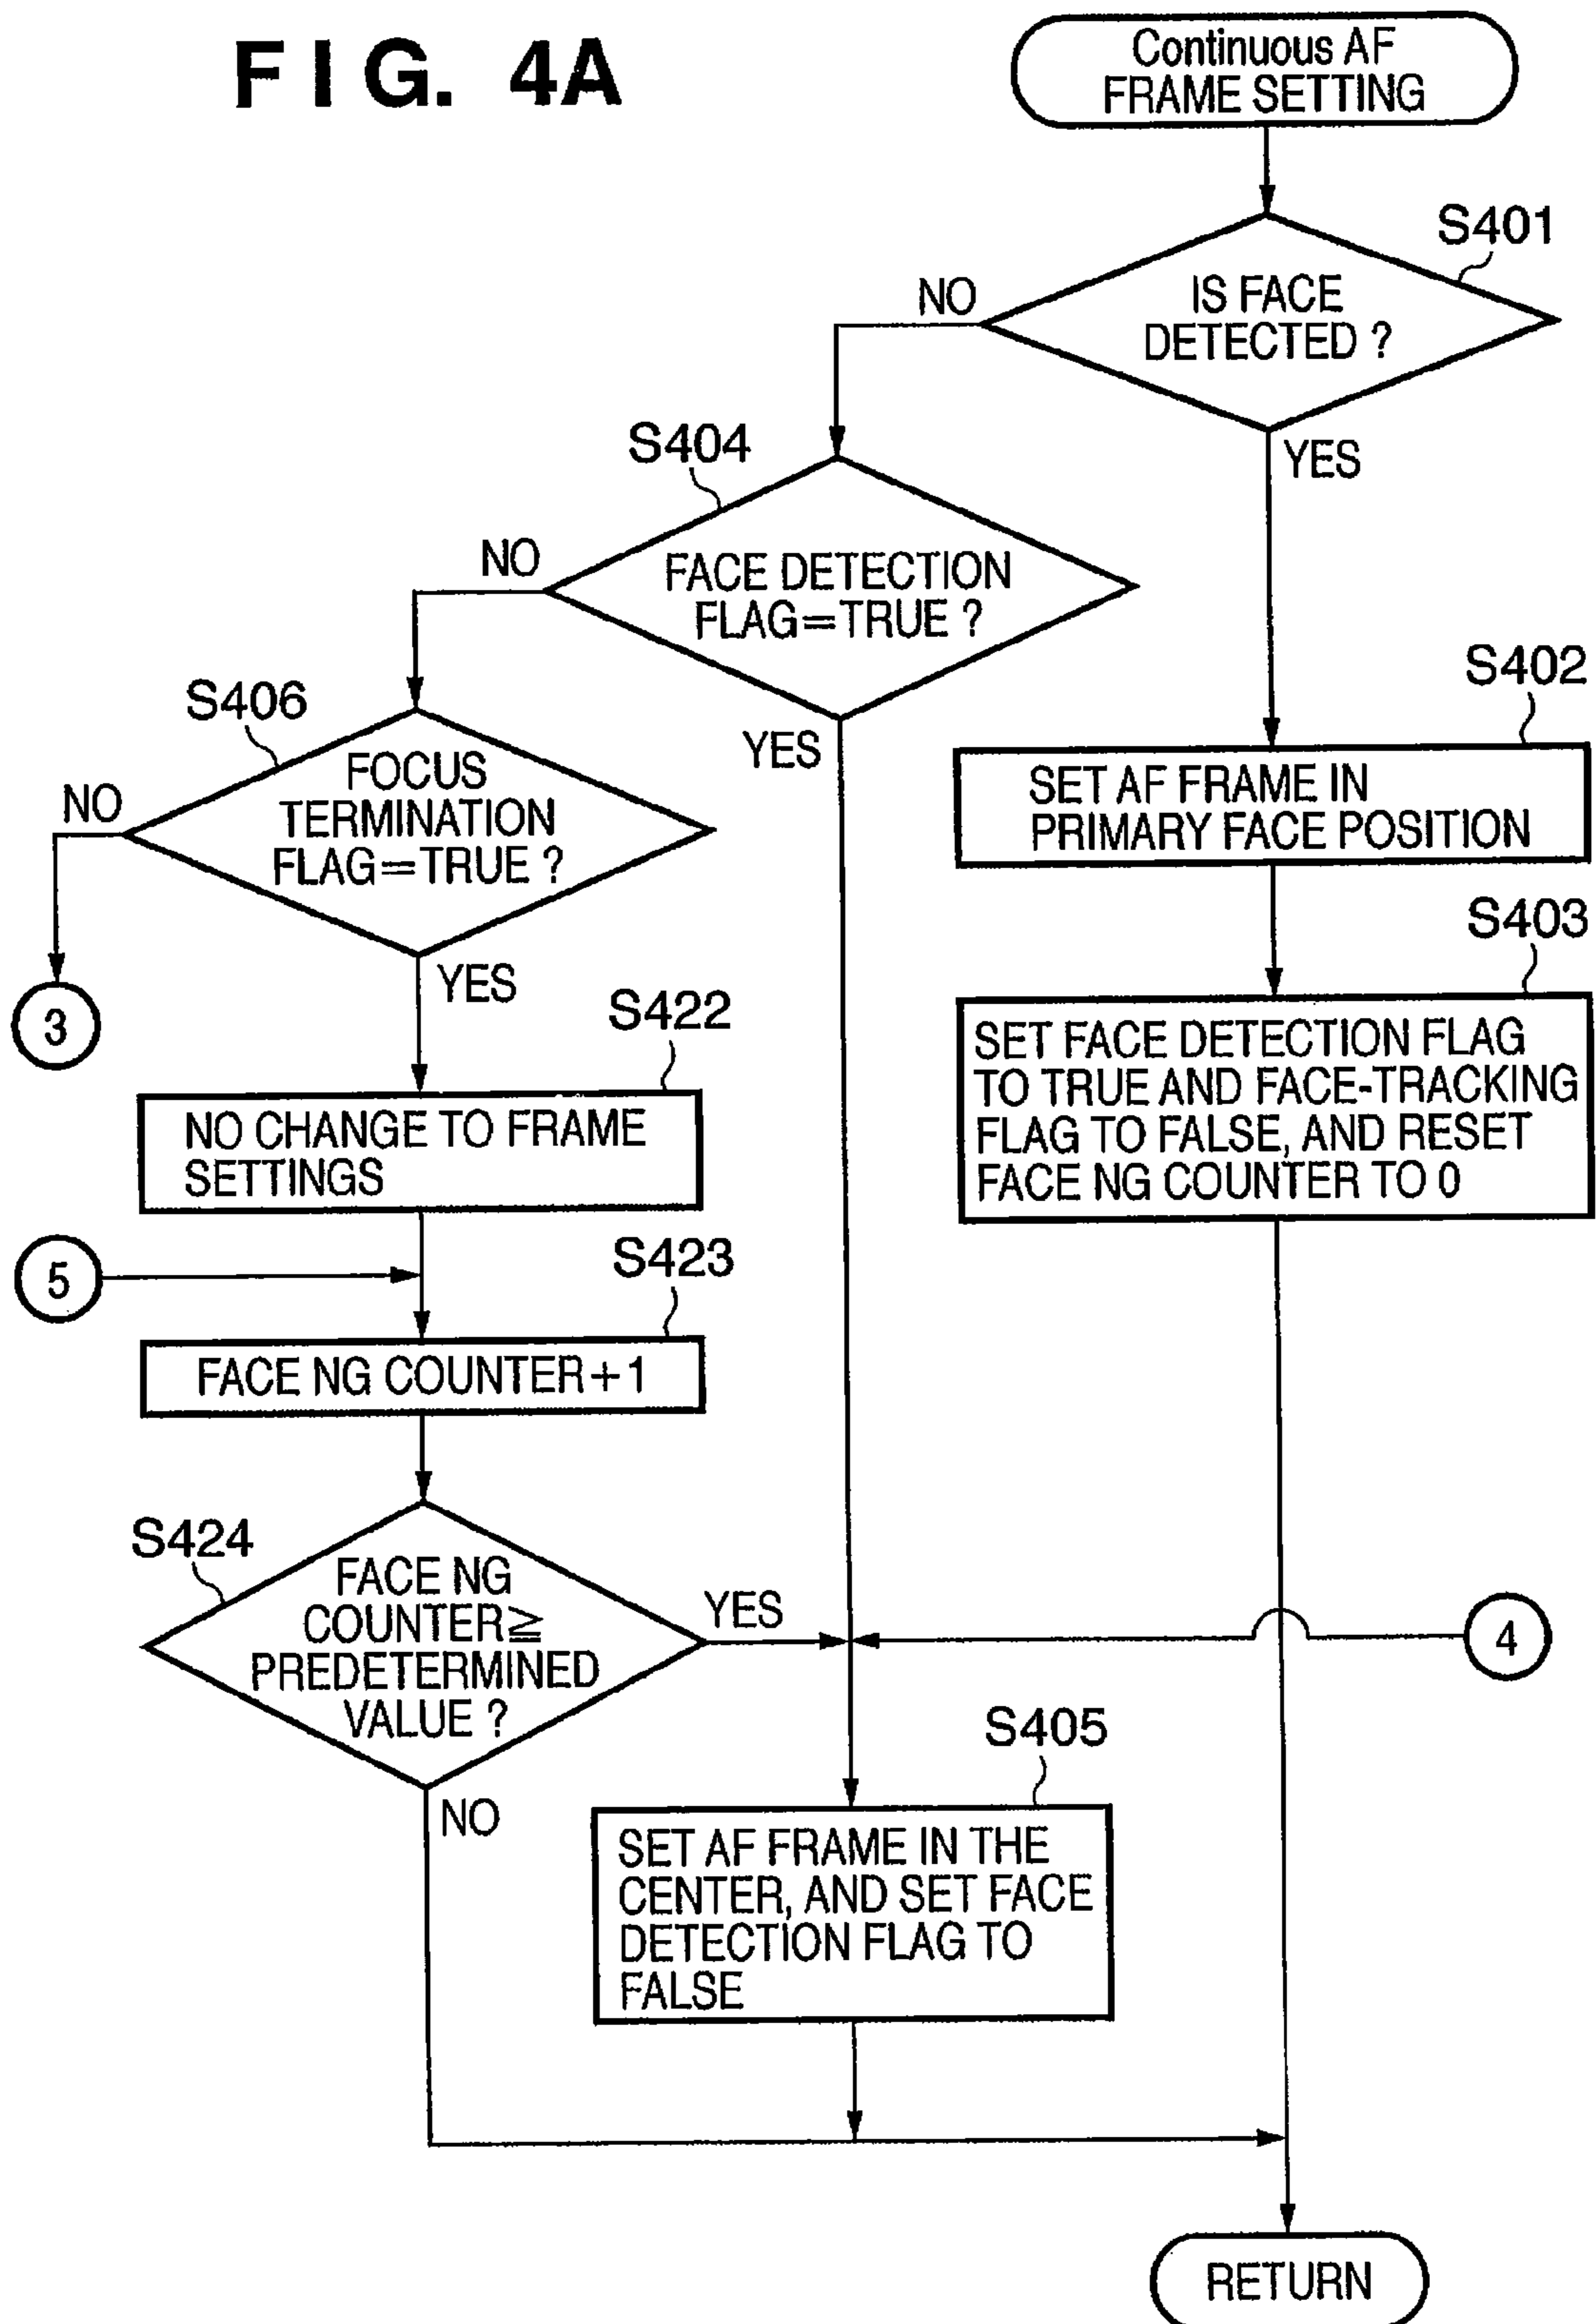 FIG. 4A
Continuous AF
FRAME SETTING
S401
IS FACE
DETECTED ?
NO
YES
S404
FACE DETECTION
FLAG=TRUE ?
NO
YES
S402
SET AF FRAME IN
PRIMARY FACE POSITION
S406
FOCUS
TERMINATION
FLAG=TRUE ?
NO
YES
3
S403
SET FACE DETECTION FLAG
TO TRUE AND FACE-TRACKING
FLAG TO FALSE, AND RESET
FACE NG COUNTER TO 0
S422
NO CHANGE TO FRAME
SETTINGS
5
S423
FACE NG COUNTER+1
S424
FACE NG
COUNTER≧
PREDETERMINED
VALUE ?
YES
NO
4
S405
SET AF FRAME IN THE
CENTER, AND SET FACE
DETECTION FLAG TO
FALSE
RETURN